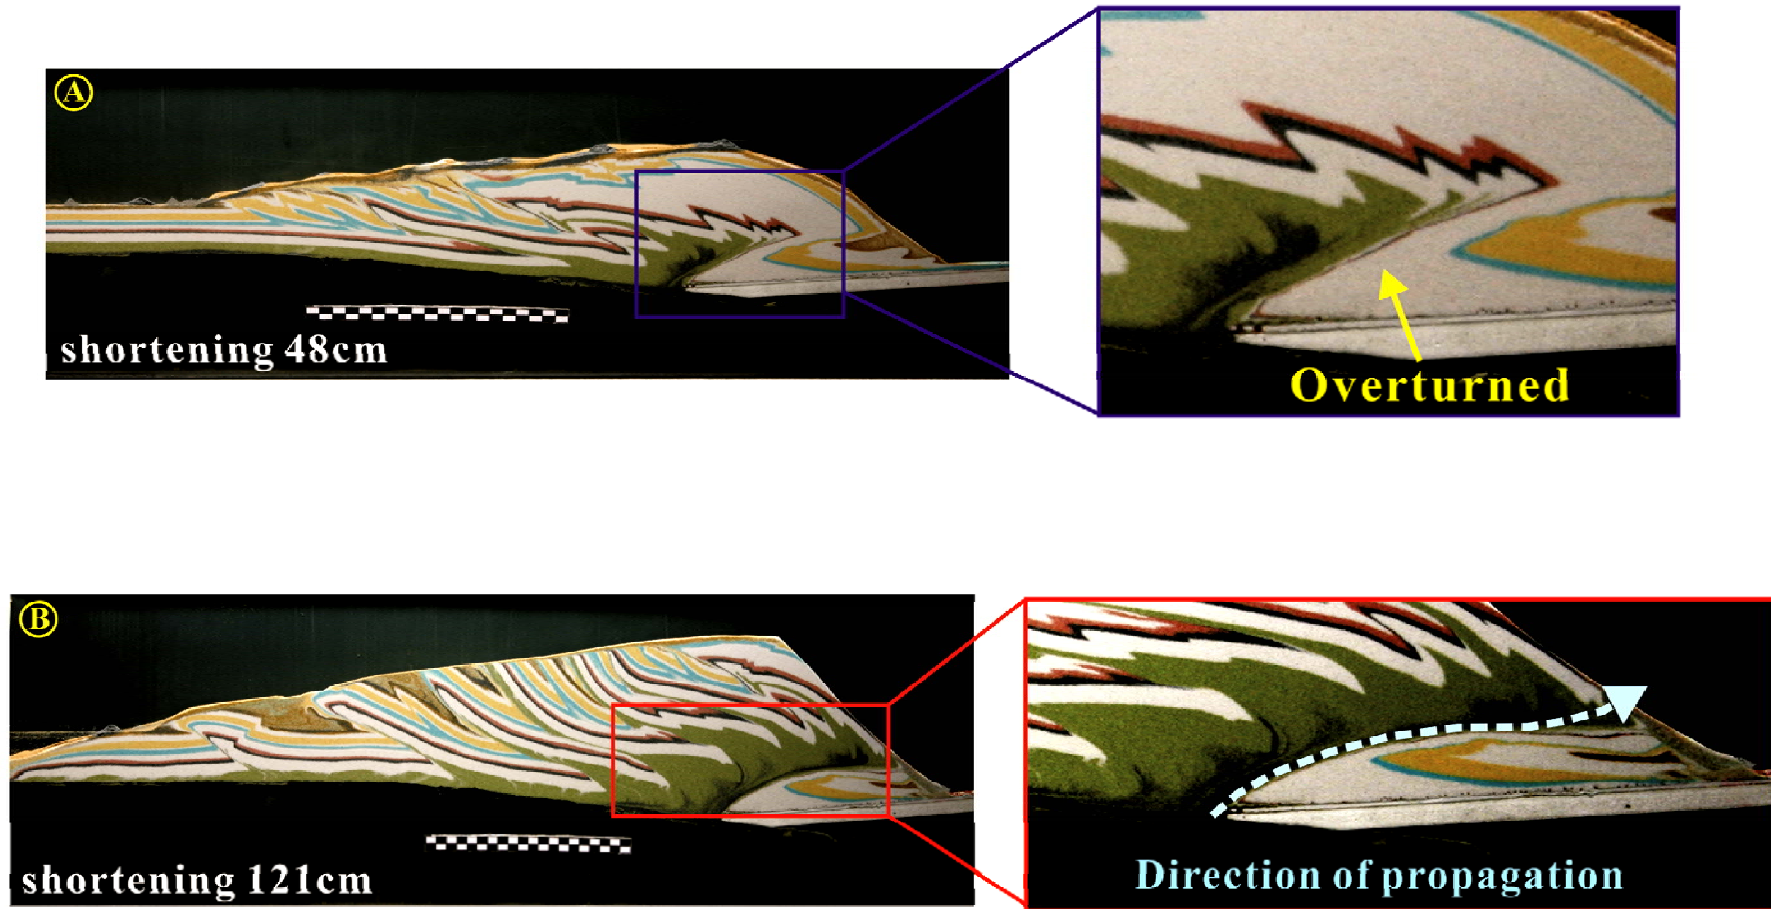 A
shortening 48cm
Overturned
B
shortening 121cm
Direction of propagation